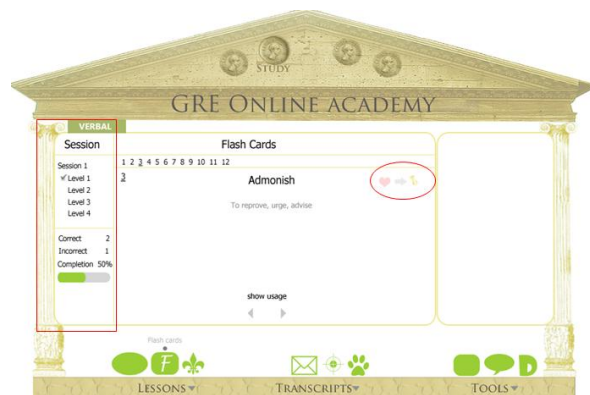 STUDY
GRE ONLINE ACADEMY
VERBAL
Session
Flash Cards
Session 1
Level 1
Level 2
Level 3
Level 4
Correct 2
Incorrect 1
Completion 50%
1 2 3 4 5 6 7 8 9 10 11 12
3
Admonish
To reprove, urge, advise
show usage
Flash cards
F
LESSONS
TRANSCRIPTS
TOOLS